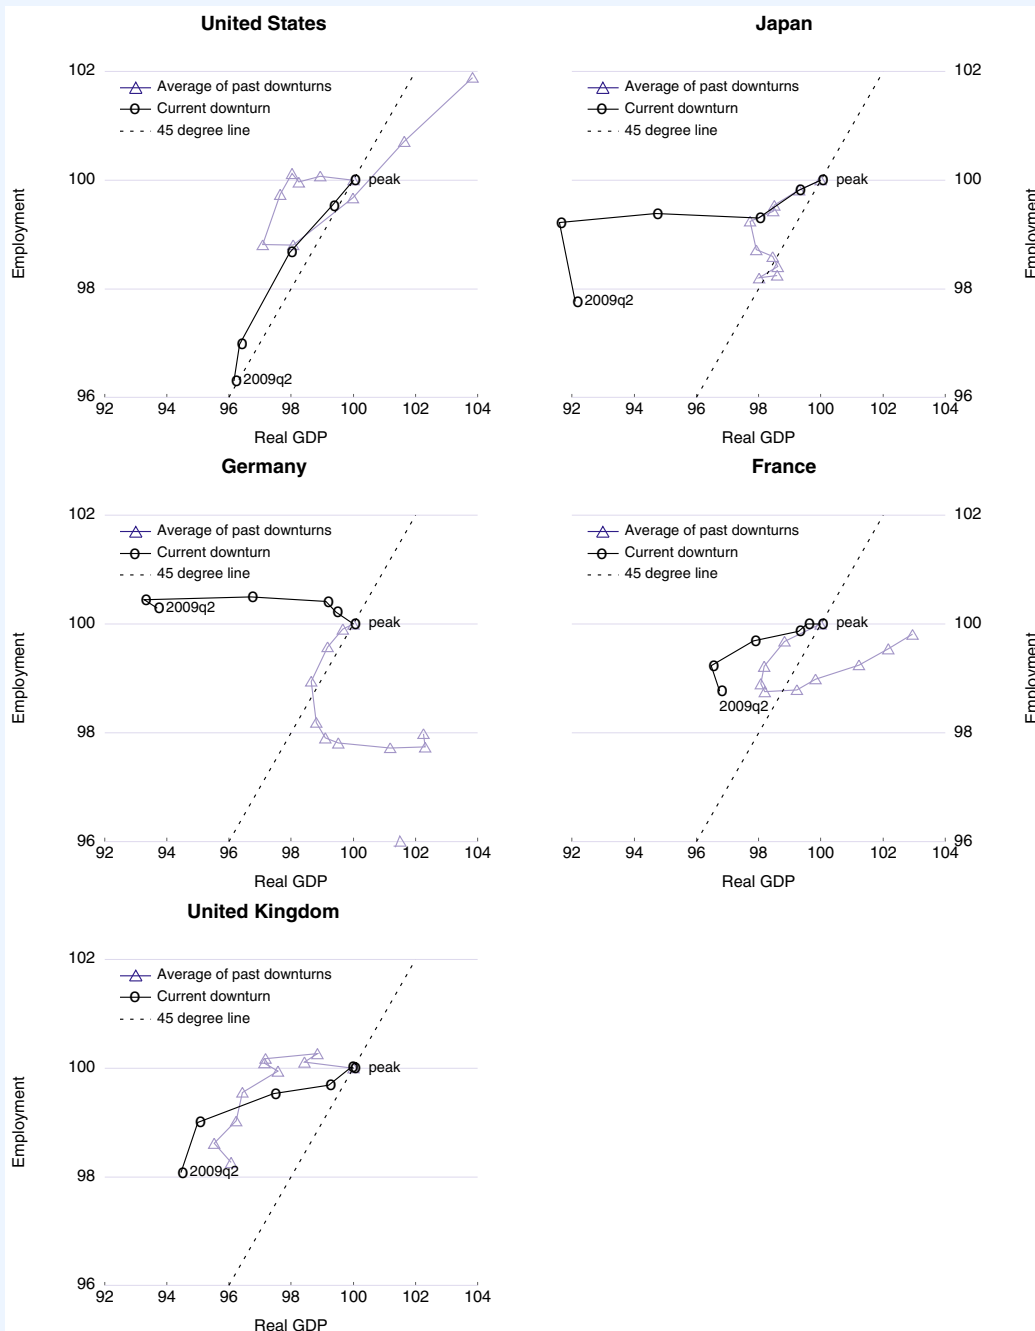 United States
Average of past downturns
Current downturn
45 degree line
102
100
98
96
Employment
peak
2009q2
92 94 96 98 100 102 104
Real GDP
Japan
Average of past downturns
Current downturn
45 degree line
102
100
98
96
Employment
peak
2009q2
92 94 96 98 100 102 104
Real GDP
Germany
Average of past downturns
Current downturn
45 degree line
102
100
98
96
Employment
peak
2009q2
92 94 96 98 100 102 104
Real GDP
France
Average of past downturns
Current downturn
45 degree line
102
100
98
96
Employment
peak
2009q2
92 94 96 98 100 102 104
Real GDP
United Kingdom
Average of past downturns
Current downturn
45 degree line
102
100
98
96
Employment
peak
2009q2
92 94 96 98 100 102 104
Real GDP